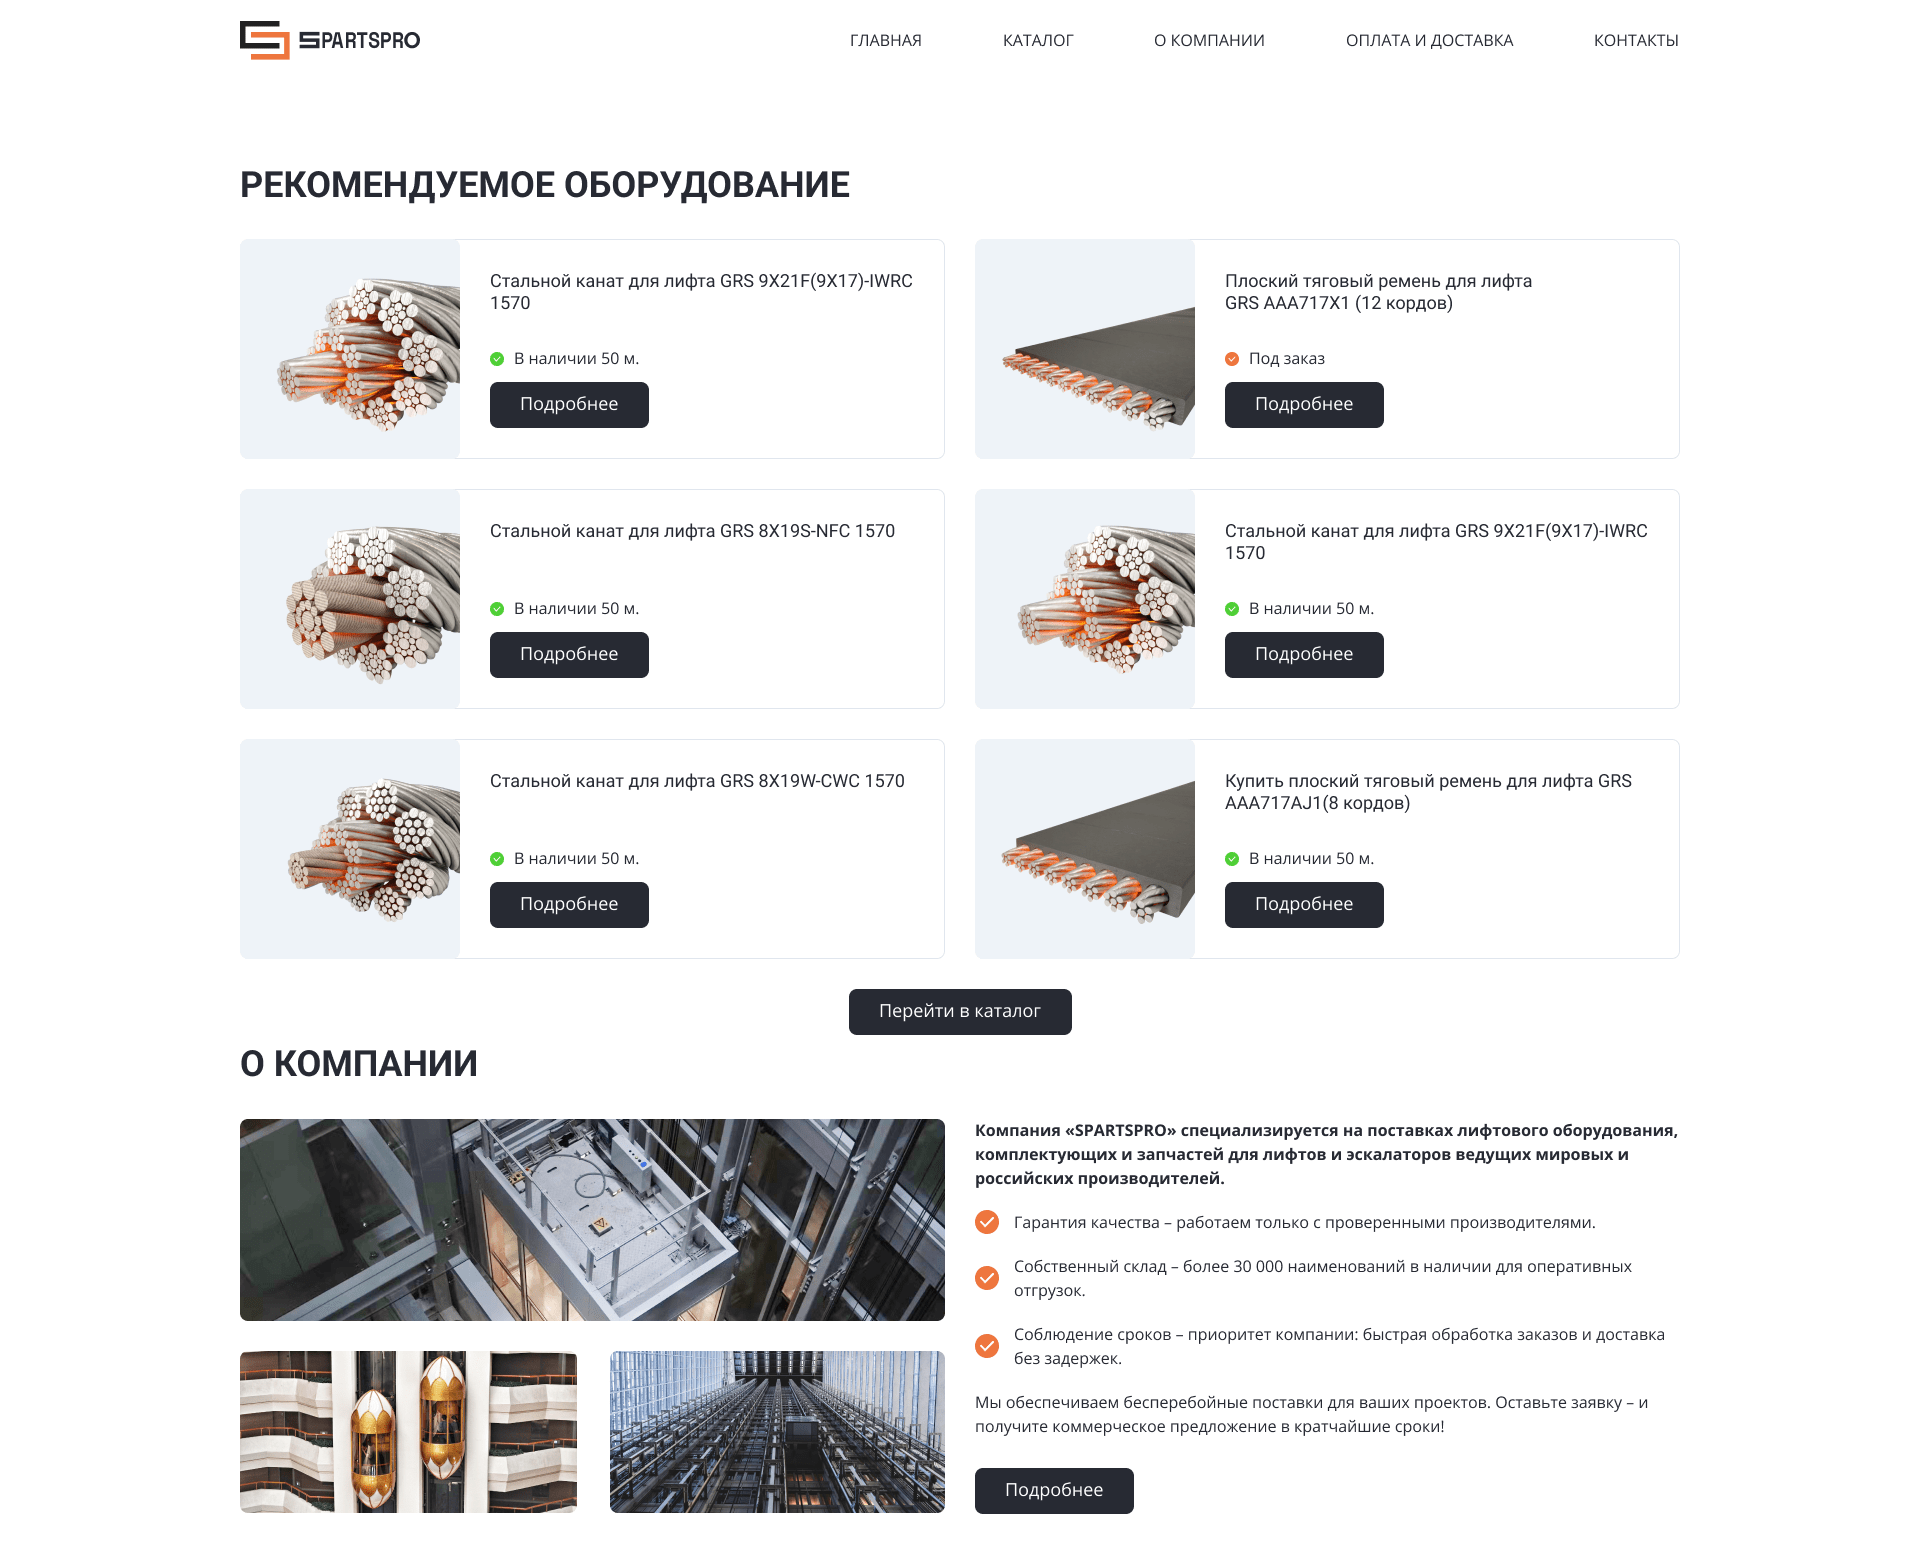 SPARTSPRO
ГЛАВНАЯ
КАТАЛОГ
О КОМПАНИИ
ОПЛАТА И ДОСТАВКА
КОНТАКТЫ
РЕКОМЕНДУЕМОЕ ОБОРУДОВАНИЕ
Стальной канат для лифта GRS 9X21F(9X17)-IWRC
1570
В наличии 50 м.
Подробнее
Плоский тяговый ремень для лифта
GRS AAA717X1 (12 кордов)
Под заказ
Подробнее
Стальной канат для лифта GRS 8X19S-NFC 1570
В наличии 50 м.
Подробнее
Стальной канат для лифта GRS 9X21F(9X17)-IWRC
1570
В наличии 50 м.
Подробнее
Стальной канат для лифта GRS 8X19W-CWC 1570
В наличии 50 м.
Подробнее
Купить плоский тяговый ремень для лифта GRS
AAA717AJ1(8 кордов)
В наличии 50 м.
Подробнее
Перейти в каталог
О КОМПАНИИ
Компания «SPARTSPRO» специализируется на поставках лифтового оборудования,
комплектующих и запчастей для лифтов и эскалаторов ведущих мировых и
российских производителей.
Гарантия качества – работаем только с проверенными производителями.
Собственный склад – более 30 000 наименований в наличии для оперативных
отгрузок.
Соблюдение сроков – приоритет компании: быстрая обработка заказов и доставка
без задержек.
Мы обеспечиваем бесперебойные поставки для ваших проектов. Оставьте заявку – и
получите коммерческое предложение в кратчайшие сроки!
Подробнее